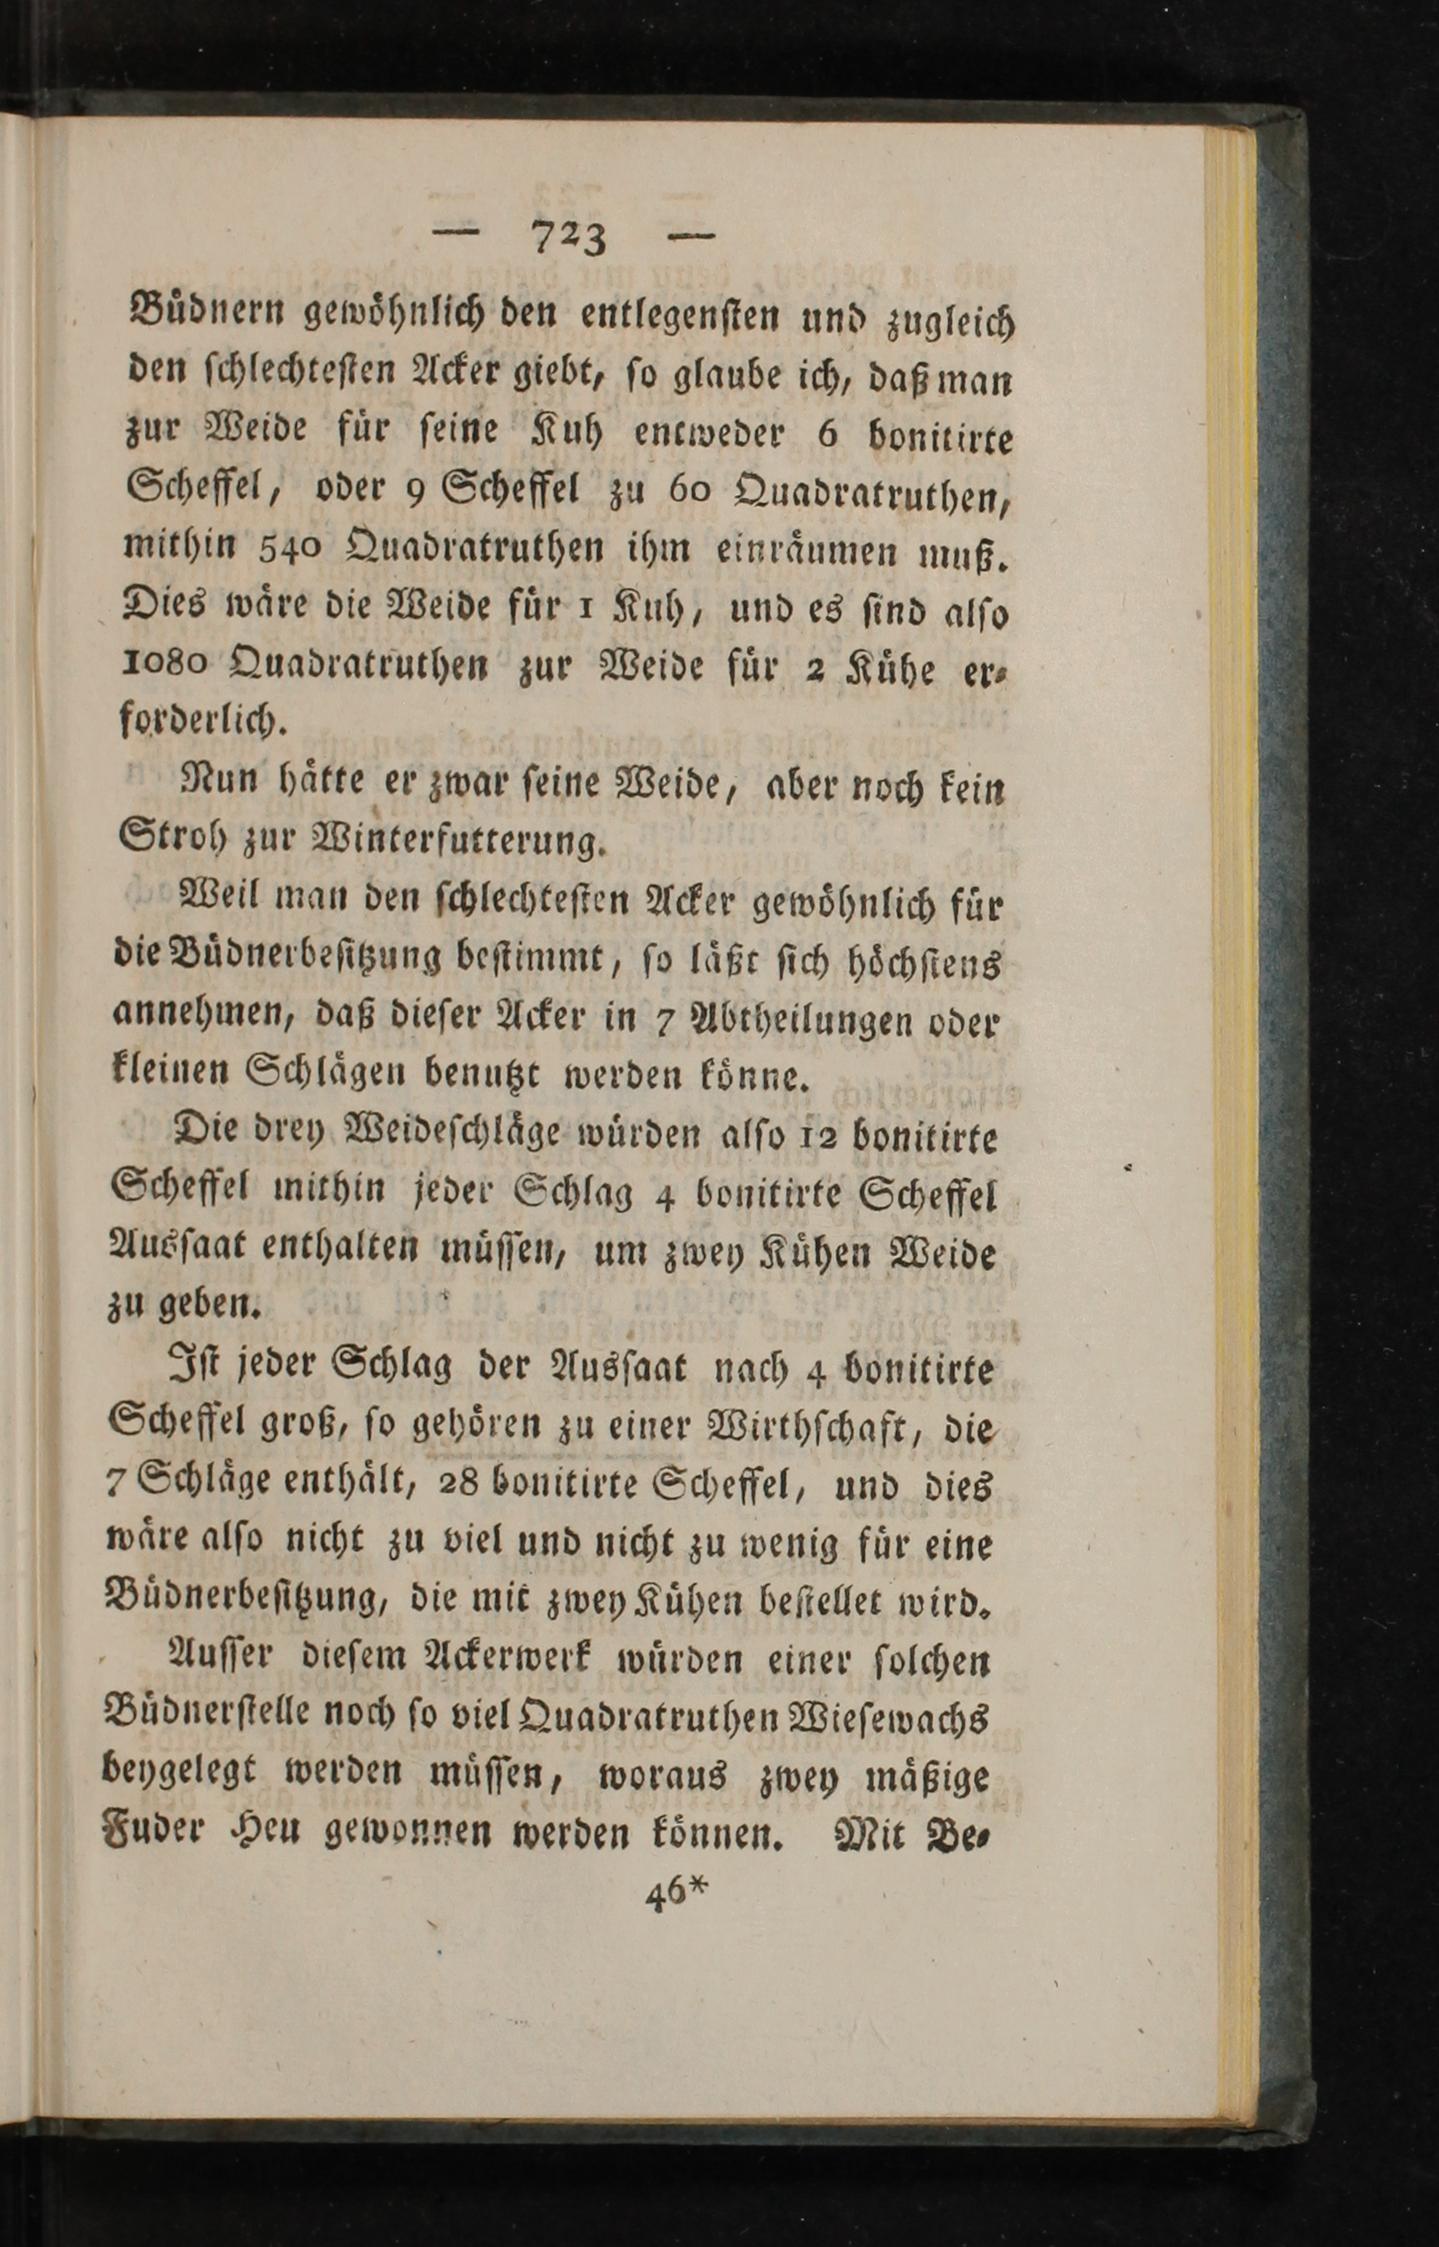 — 723 —
Büdnern gewöhnlich den entlegensten und zugleich
den schlechtesten Acker giebt, so glaube ich, daß man
zur Weide für seine Kuh entweder 6 bonitirte
Scheffel, oder 9 Scheffel zu 60 Quadratruthen,
mithin 540 Quadratruthen ihm einräumen muß.
Dies wäre die Weide für 1 Kuh, und es sind also
1080 Quadratruthen zur Weide für 2 Kühe er-
forderlich.
Nun hätte er zwar seine Weide, aber noch kein
Stroh zur Winterfutterung.
Weil man den schlechtesten Acker gewöhnlich für
die Büdnerbesitzung bestimmt, so läßt sich höchstens
annehmen, daß dieser Acker in 7 Abtheilungen oder
kleinen Schlägen benutzt werden könne.
Die drey Weideschläge würden also 12 bonitirte
Scheffel mithin jeder Schlag 4 bonitirte Scheffel
Aussaat enthalten müssen, um zwey Kühen Weide
zu geben.
Ist jeder Schlag der Aussaat nach 4 bonitirte
Scheffel groß, so gehören zu einer Wirthschaft, die
7 Schläge enthält, 28 bonitirte Scheffel, und dies
wäre also nicht zu viel und nicht zu wenig für eine
Büdnerbesitzung, die mit zwey Kühen bestellet wird.
Ausser diesem Ackerwerk würden einer solchen
Büdnerstelle noch so viel Quadratruthen Wiesewachs
beygelegt werden müssen, woraus zwey mäßige
Fuder Heu gewonnen werden können. Mit Be-
46*